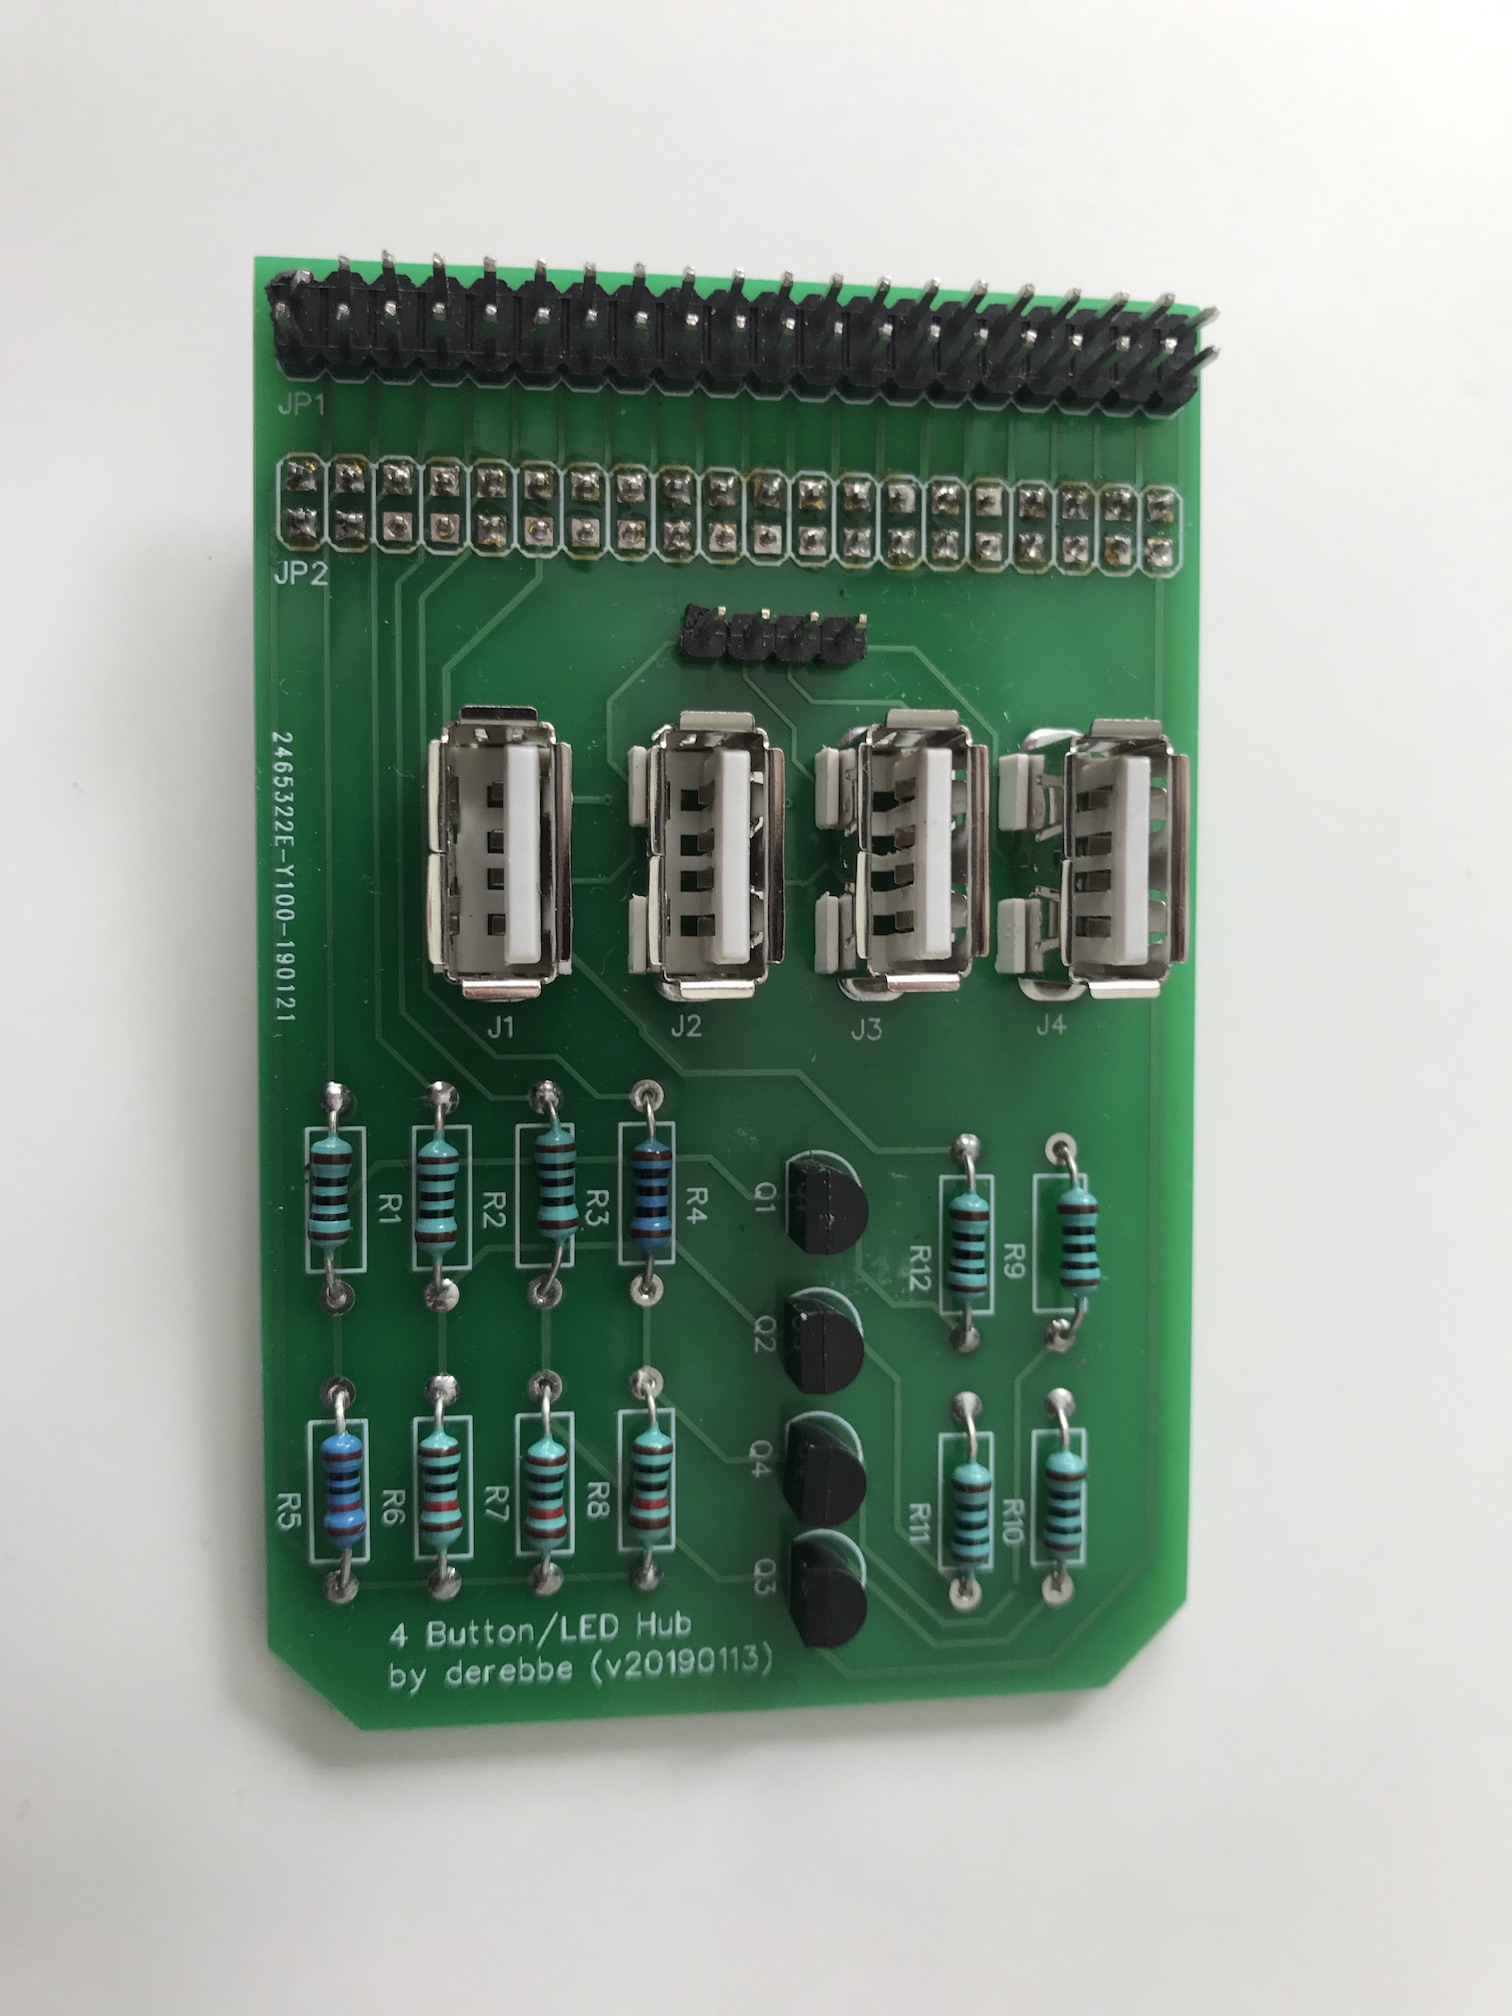 JP1
JP2
2465322E-Y100-190121
J1
J2
J3
J4
R1
R2
R3
R4
Q1
R12
R9
Q2
R5
R6
R7
R8
Q4
R11
R10
Q3
4 Button/LED Hub
by derebbe (v20190113)